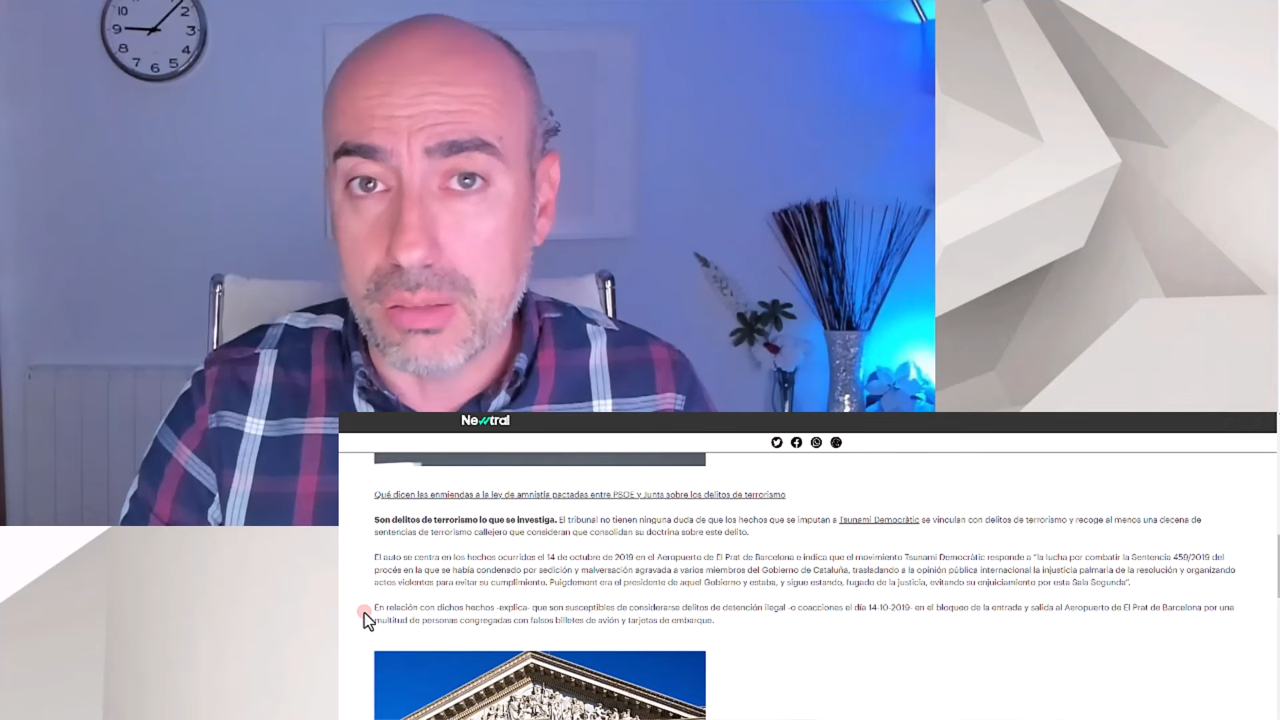 10
2
9
3
8
4
7
6
5
Newtral
Qué dicen las enmiendas a la ley de amnistía pactadas entre PSOE y Junts sobre los delitos de terrorismo
Son delitos de terrorismo lo que se investiga. El tribunal no tienen ninguna duda de que los hechos que se imputan a Tsunami Democràtic se vinculan con delitos de terrorismo y recoge al menos una decena de
sentencias de terrorismo callejero que consideran que consolidan su doctrina sobre este delito.
El auto se centra en los hechos ocurridos el 14 de octubre de 2019 en el Aeropuerto de El Prat de Barcelona e indica que el movimiento Tsunami Democràtic responde a “la lucha por combatir la Sentencia 459/2019 del
procés en la que se había condenado por sedición y malversación agravada a varios miembros del Gobierno de Cataluña, trasladando a la opinión pública internacional la injusticia palmaria de la resolución y organizando
actos violentos para evitar su cumplimiento. Puigdemont era el presidente de aquel Gobierno y estaba, y sigue estando, fugado de la justicia, evitando su enjuiciamiento por esta Sala Segunda”.
En relación con dichos hechos -explica- que son susceptibles de considerarse delitos de detención ilegal -o coacciones el día 14-10-2019- en el bloqueo de la entrada y salida al Aeropuerto de El Prat de Barcelona por una
multitud de personas congregadas con falsos billetes de avión y tarjetas de embarque.